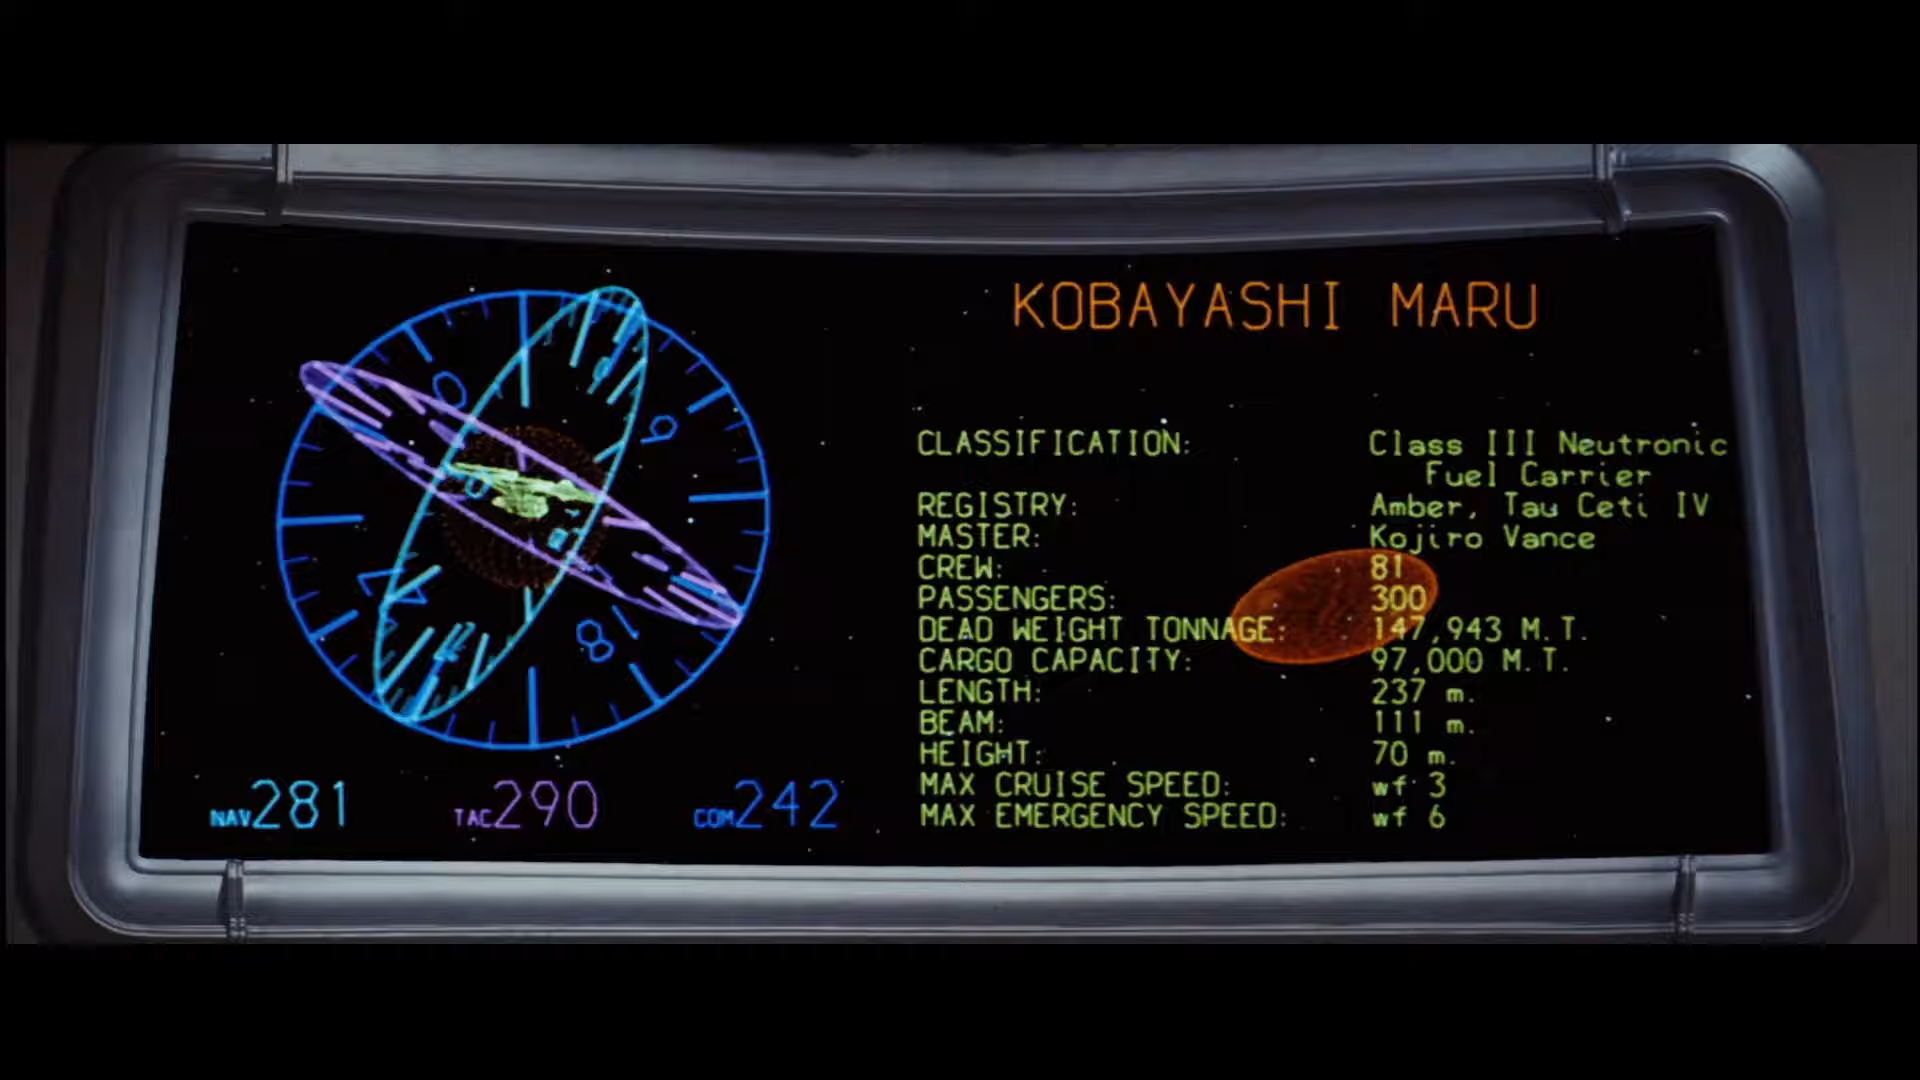 KOBAYASHI MARU
CLASSIFICATION: Class III Neutronic
Fuel Carrier
REGISTRY: Amber, Tau Ceti IV
MASTER: Kojiro Vance
CREW: 81
PASSENGERS: 300
DEAD WEIGHT TONNAGE: 147,943 M.T.
CARGO CAPACITY: 97,000 M.T.
LENGTH: 237 m.
BEAM: 111 m.
HEIGHT: 70 m.
MAX CRUISE SPEED: wf 3
MAX EMERGENCY SPEED: wf 6
NAV281 TAC290 COM242